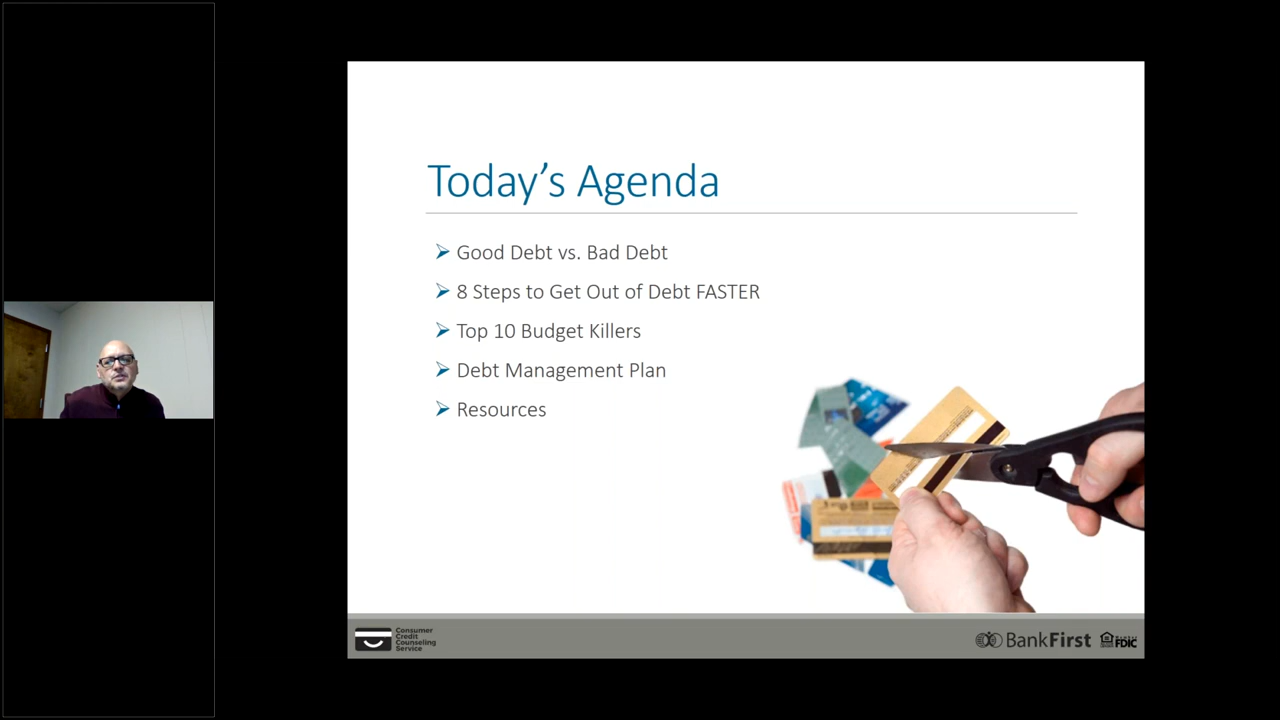 Today's Agenda
Good Debt vs. Bad Debt
8 Steps to Get Out of Debt FASTER
Top 10 Budget Killers
Debt Management Plan
Resources
Consumer
Credit
Counseling
Service
BankFirst
FDIC